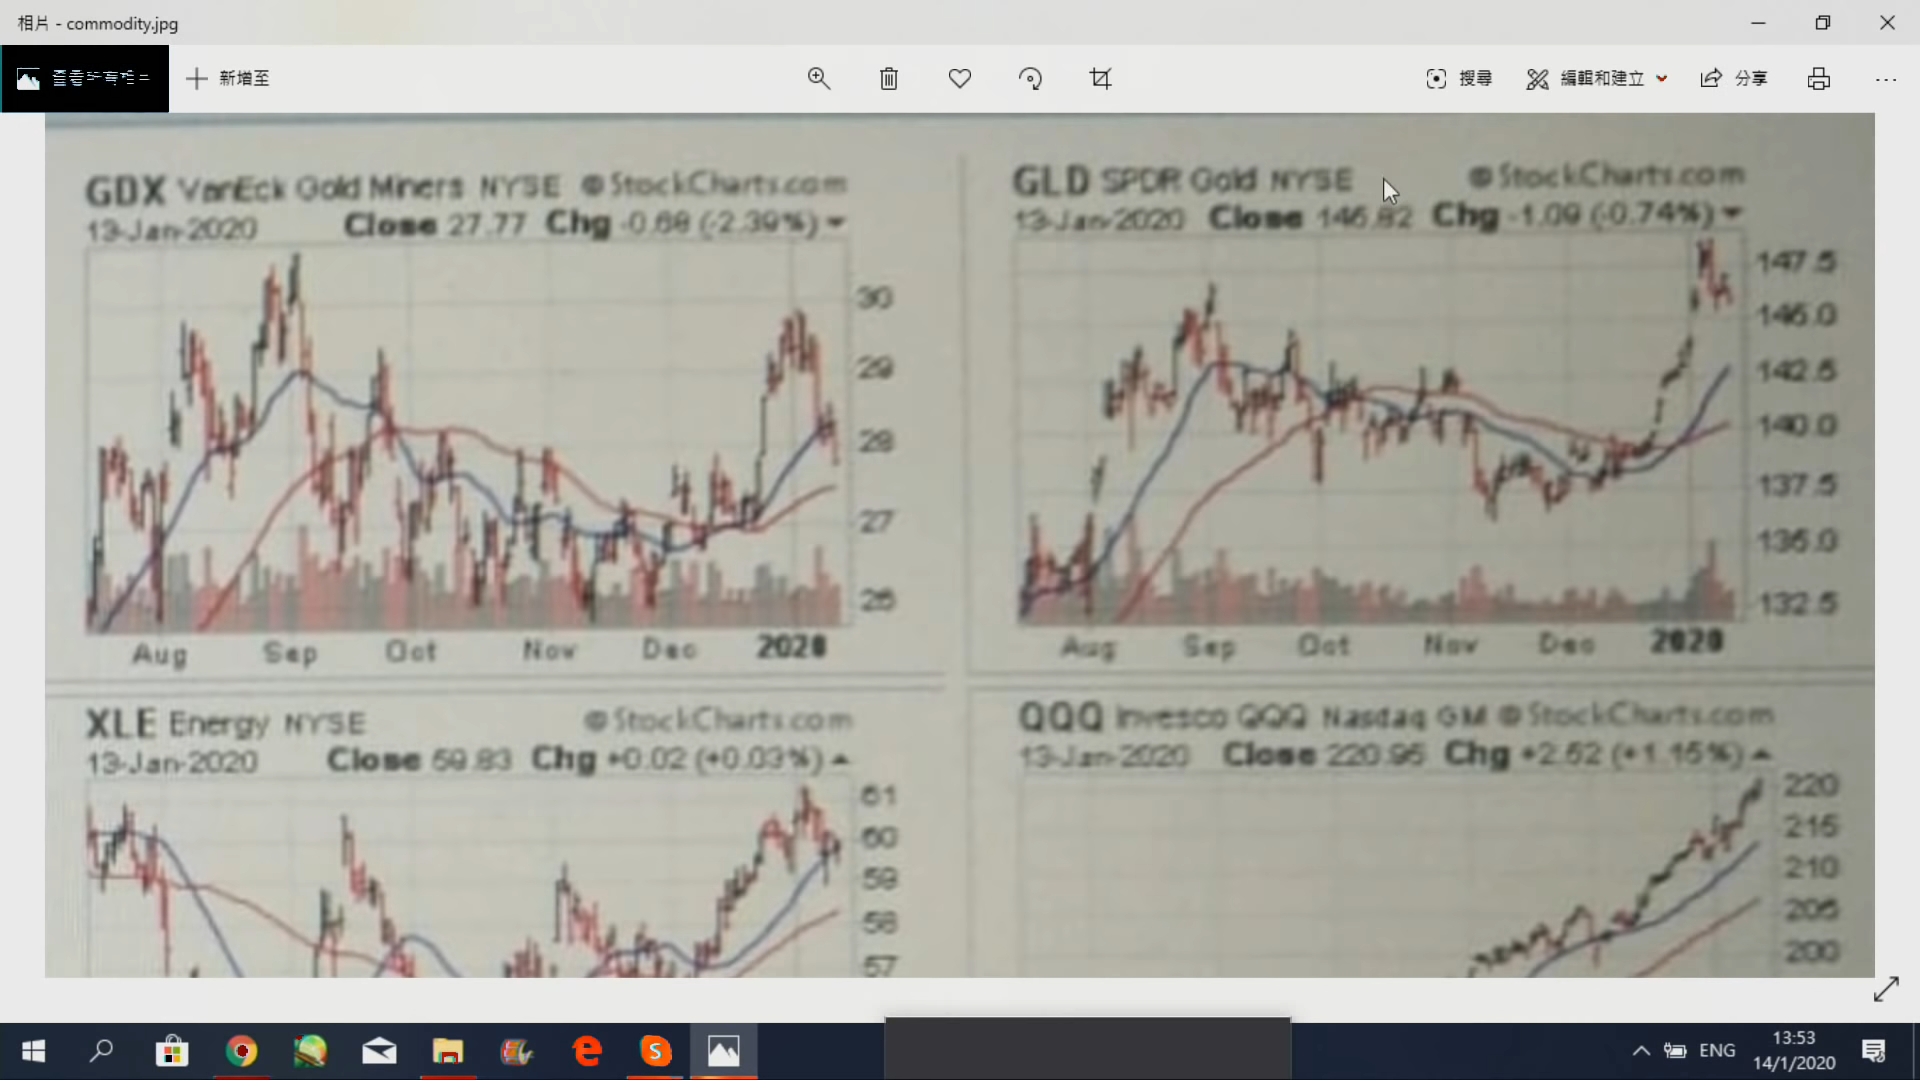 相片 - commodity.jpg
新增至
搜尋
編輯和建立
分享
GDX VanEck Gold Miners NYSE © StockCharts.com
13-Jan-2020 Close 27.77 Chg -0.68 (-2.39%)
30
29
28
27
26
Aug Sep Oct Nov Dec 2020
GLD SPDR Gold NYSE © StockCharts.com
13-Jan-2020 Close 145.82 Chg -1.09 (-0.74%)
147.5
145.0
142.5
140.0
137.5
135.0
132.5
Aug Sep Oct Nov Dec 2020
XLE Energy NYSE © StockCharts.com
13-Jan-2020 Close 59.83 Chg +0.02 (+0.03%)
61
60
59
58
57
QQQ Invesco QQQ Nasdaq GM © StockCharts.com
13-Jan-2020 Close 220.95 Chg +2.52 (+1.15%)
220
215
210
205
200
ENG
13:53
14/1/2020